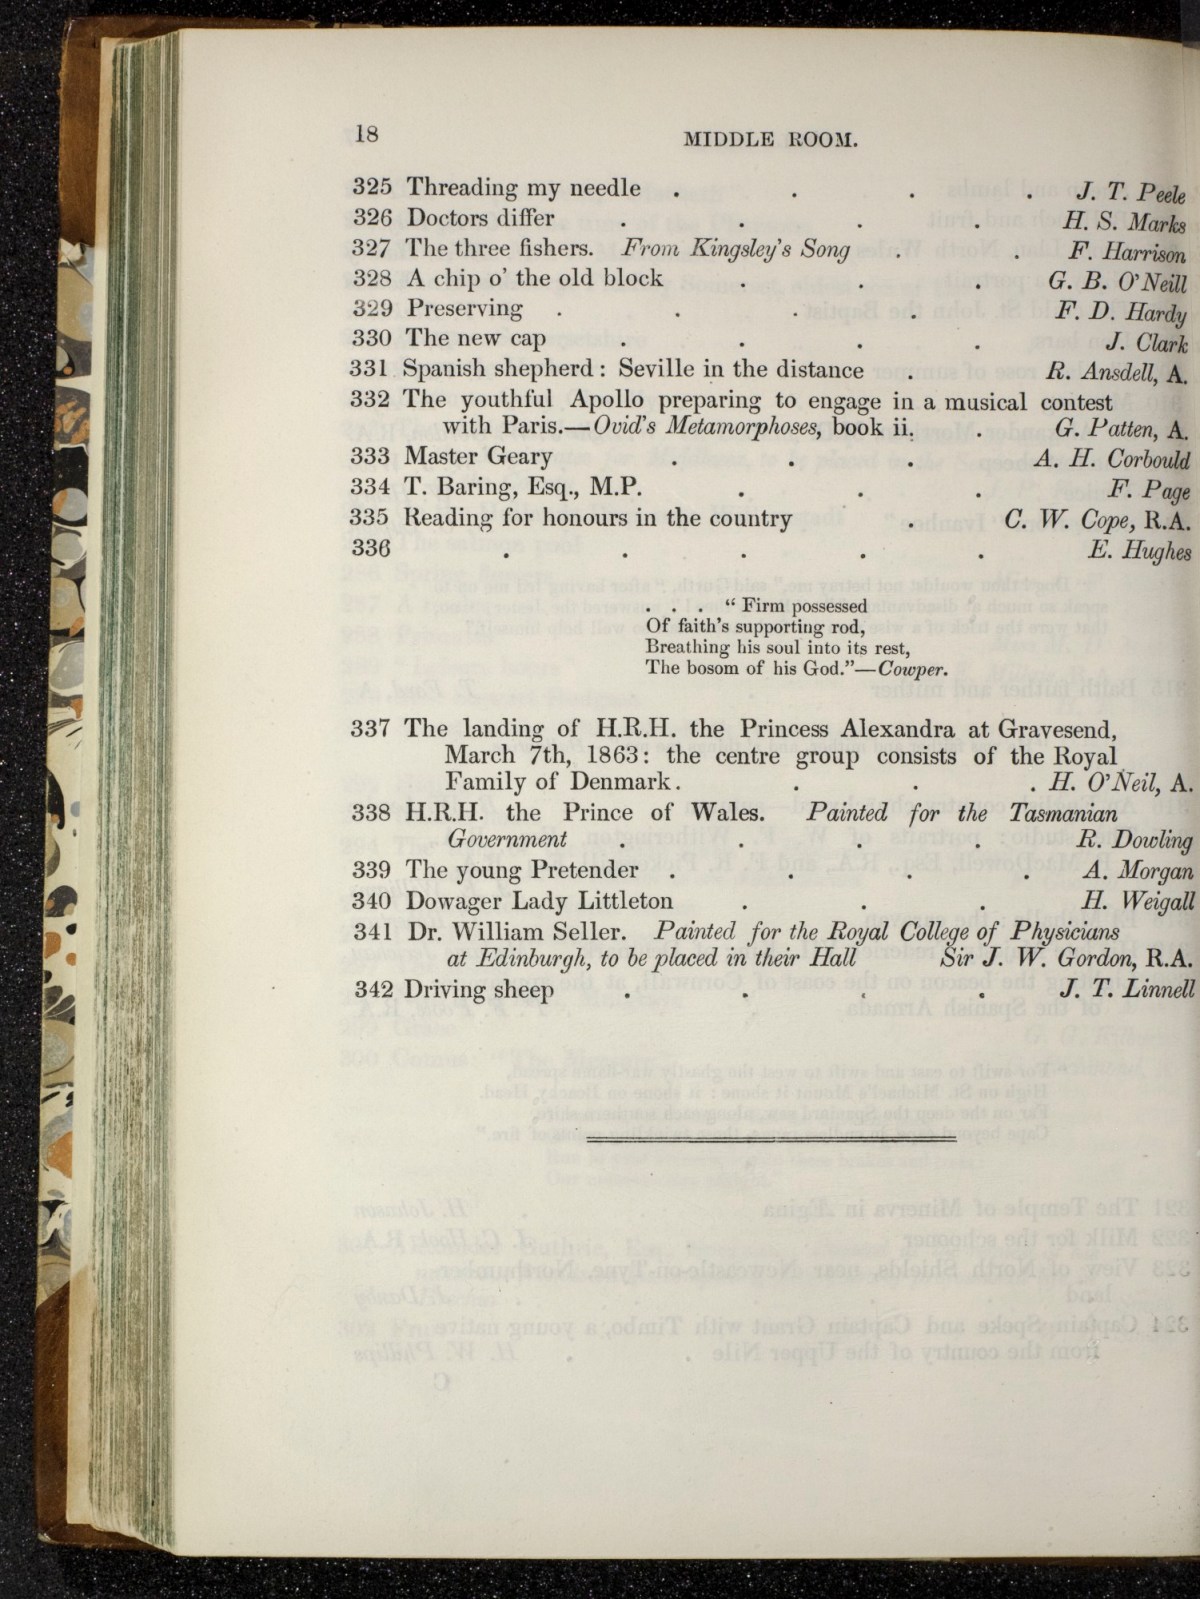 18
MIDDLE ROOM.
325 Threading my needle . . . . J. T. Peele
326 Doctors differ . . . . H. S. Marks
327 The three fishers. From Kingsley's Song . . F. Harrison
328 A chip o' the old block . . . G. B. O'Neill
329 Preserving . . . . F. D. Hardy
330 The new cap . . . . J. Clark
331 Spanish shepherd : Seville in the distance . R. Ansdell, A.
332 The youthful Apollo preparing to engage in a musical contest
with Paris.—Ovid's Metamorphoses, book ii. . G. Patten, A.
333 Master Geary . . . A. H. Corbould
334 T. Baring, Esq., M.P. . . . F. Page
335 Reading for honours in the country . C. W. Cope, R.A.
336 . . . . . E. Hughes
. . . “ Firm possessed
Of faith's supporting rod,
Breathing his soul into its rest,
The bosom of his God.”—Cowper.
337 The landing of H.R.H. the Princess Alexandra at Gravesend,
March 7th, 1863: the centre group consists of the Royal
Family of Denmark. . . . H. O'Neil, A.
338 H.R.H. the Prince of Wales. Painted for the Tasmanian
Government . . . . R. Dowling
339 The young Pretender . . . . A. Morgan
340 Dowager Lady Littleton . . . H. Weigall
341 Dr. William Seller. Painted for the Royal College of Physicians
at Edinburgh, to be placed in their Hall Sir J. W. Gordon, R.A.
342 Driving sheep . . . . J. T. Linnell